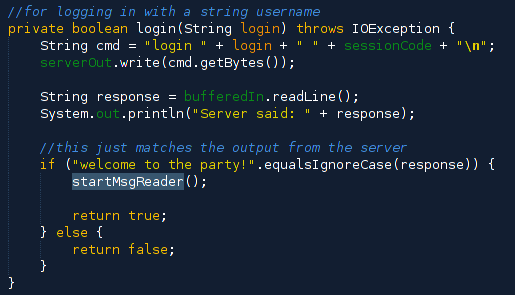 //for logging in with a string username
private boolean login(String login) throws IOException {
    String cmd = "login " + login + " " + sessionCode + "\n";
    serverOut.write(cmd.getBytes());

    String response = bufferedIn.readLine();
    System.out.println("Server said: " + response);

    //this just matches the output from the server
    if ("welcome to the party!".equalsIgnoreCase(response)) {
        startMsgReader();

        return true;
    } else {
        return false;
    }
}